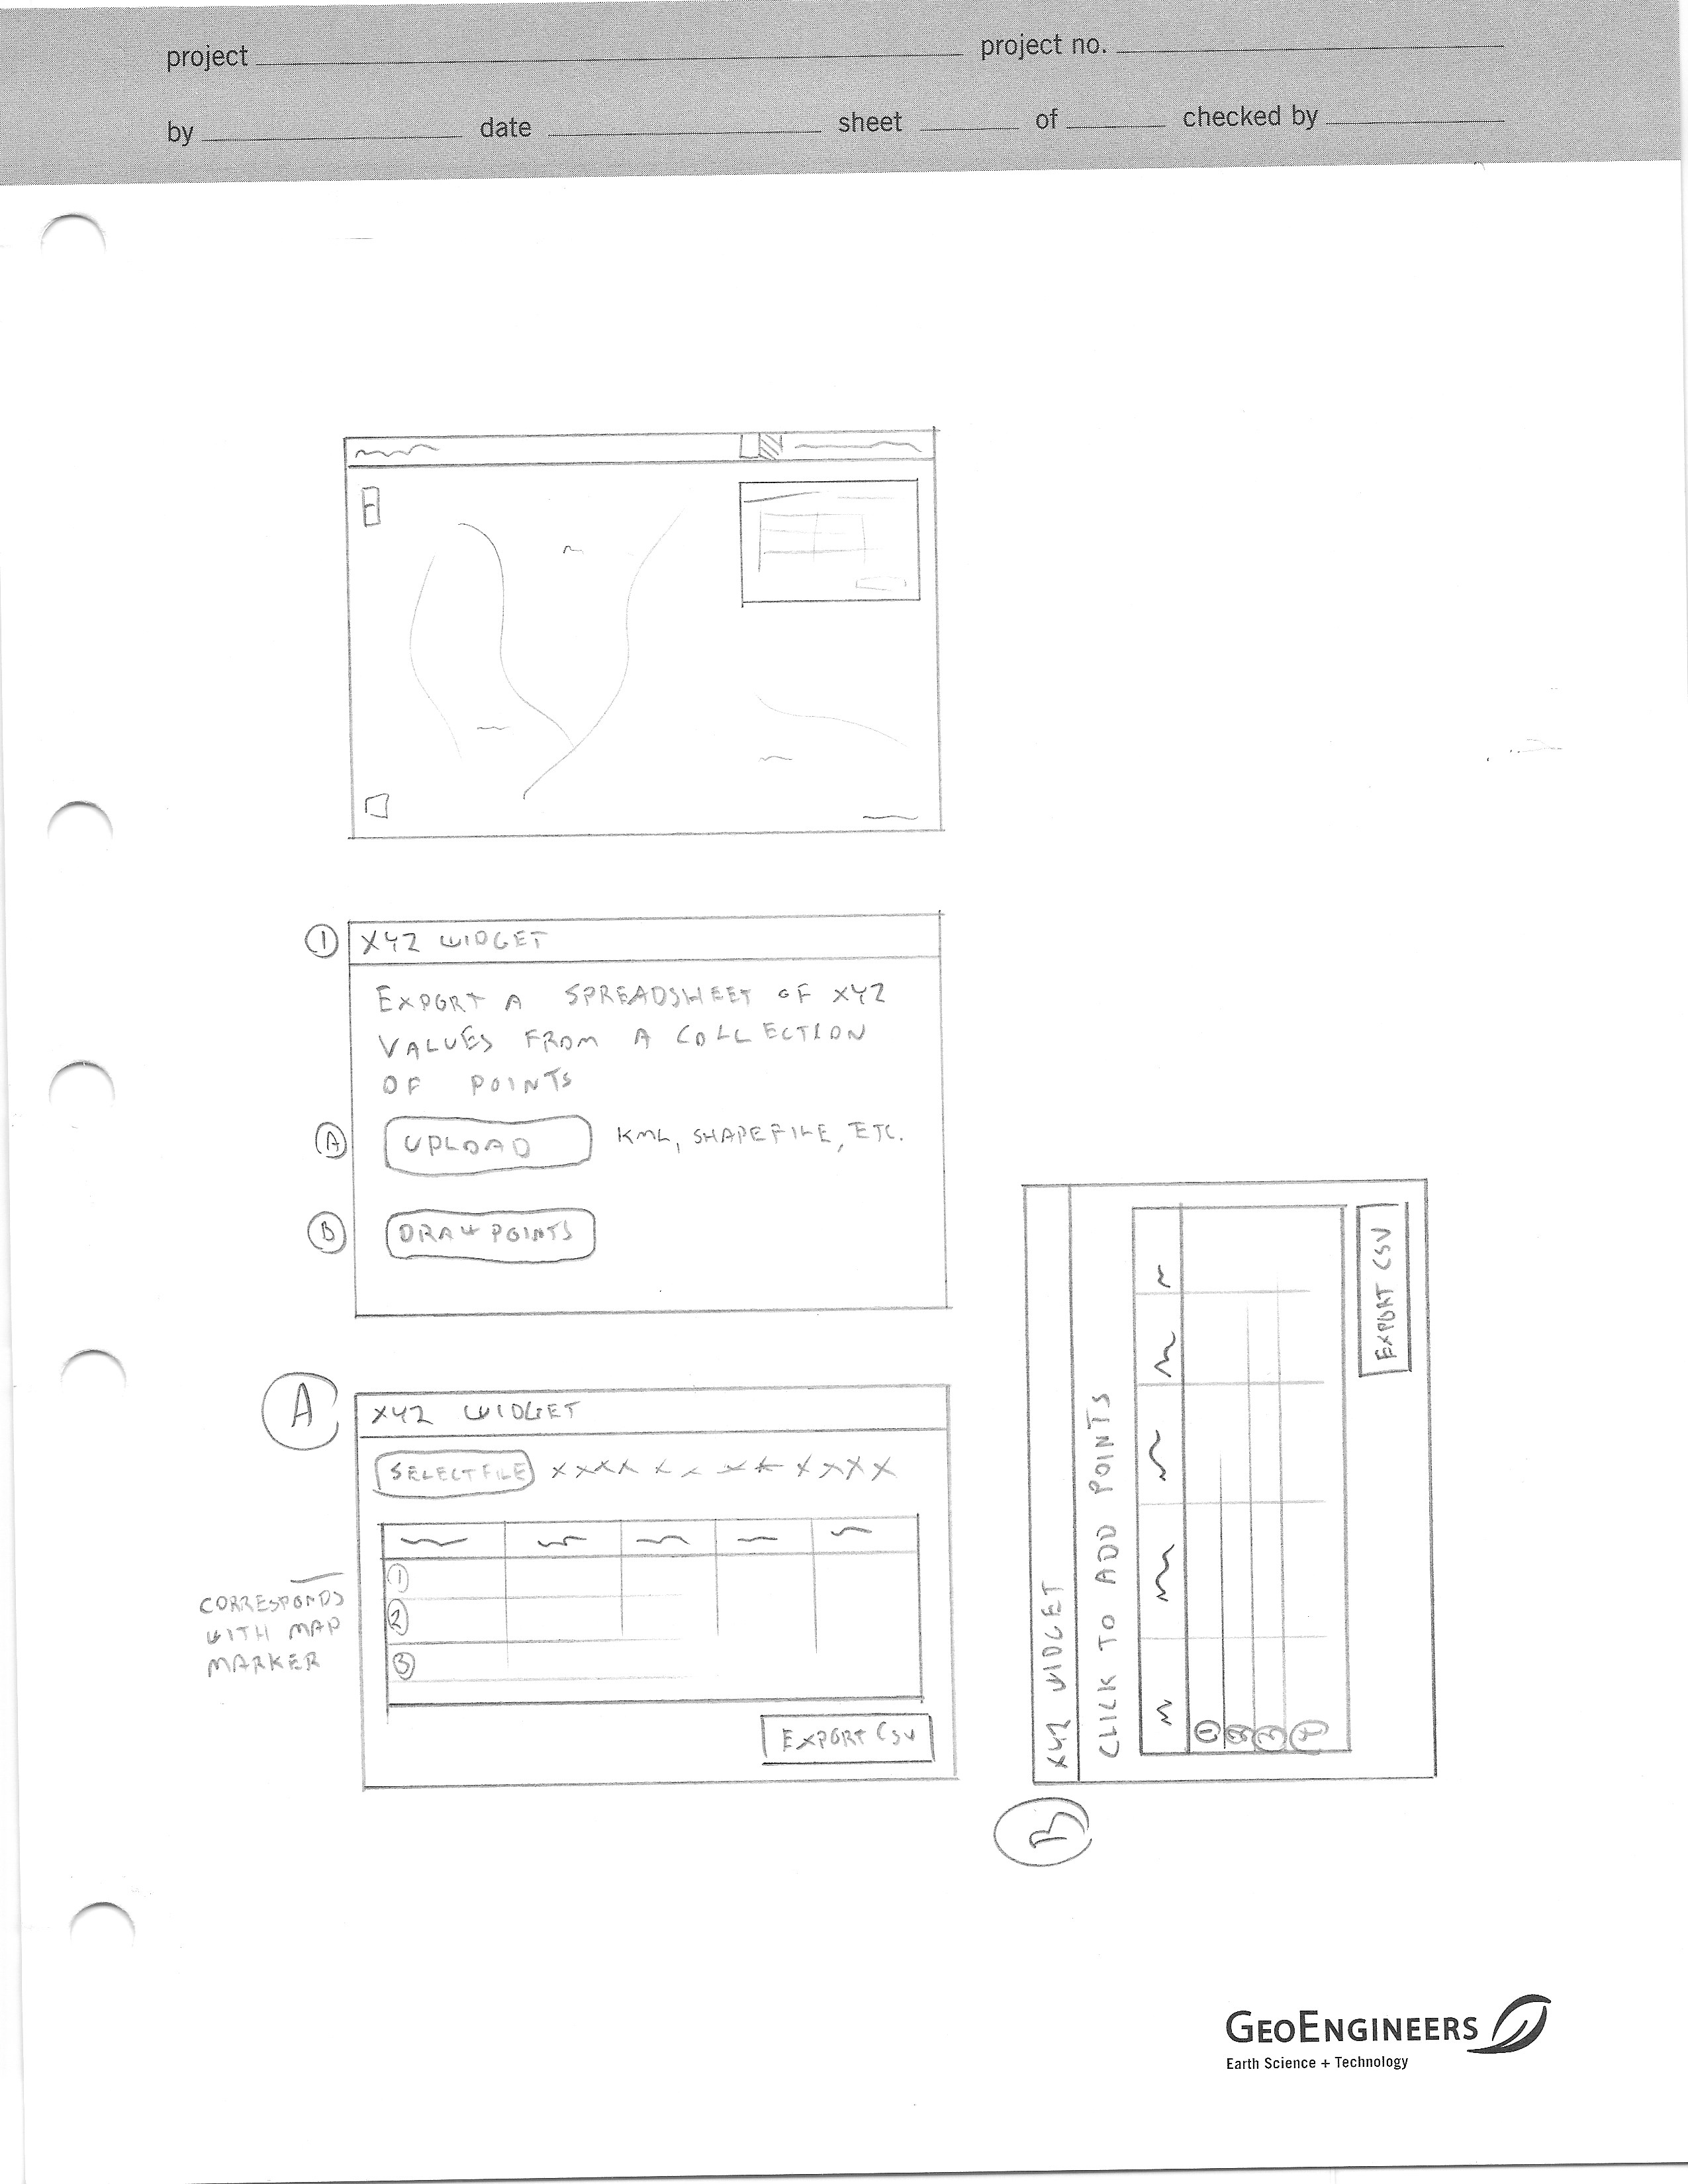 project project no.
by date sheet of checked by
1 XYZ WIDGET
EXPORT A SPREADSHEET OF XYZ
VALUES FROM A COLLECTION
OF POINTS
A UPLOAD KML, SHAPEFILE, ETC.
B DRAW POINTS
A XYZ WIDGET
SELECT FILE XXXX XX XX XXXX
1
2
3
CORRESPONDS
WITH MAP
MARKER
EXPORT CSV
B
XYZ WIDGET
CLICK TO ADD POINTS
1
2
3
4
EXPORT CSV
GEOENGINEERS
Earth Science + Technology